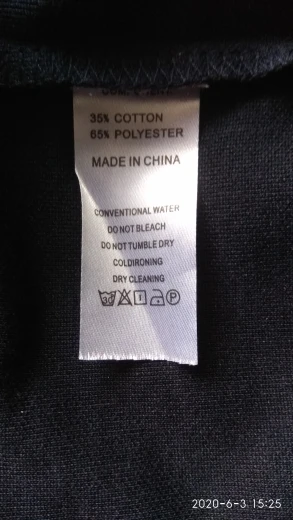 35% COTTON
65% POLYESTER
MADE IN CHINA
CONVENTIONAL WATER
DO NOT BLEACH
DO NOT TUMBLE DRY
COLDIRONING
DRY CLEANING
30 P
2020-6-3 15:25